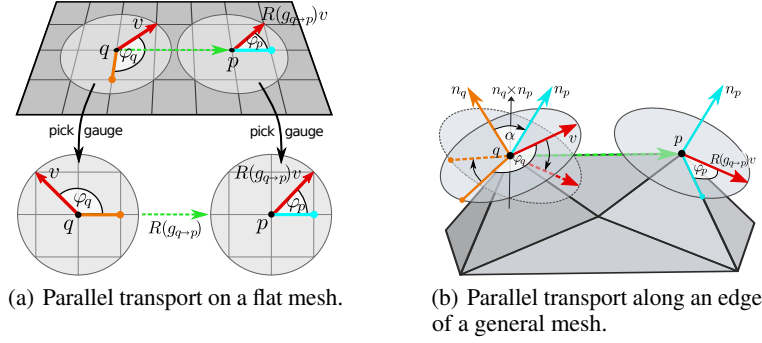 v
R(g_{q→p})v
q
φ_q
p
φ_p
pick gauge
pick gauge
R(g_{q→p})v
φ_q
q
R(g_{q→p})
φ_p
p
n_q
n_q×n_p
n_p
n_p
α
q
φ_q
v
p
R(g_{q→p})v
φ_p
v
(a) Parallel transport on a flat mesh.
(b) Parallel transport along an edge
of a general mesh.